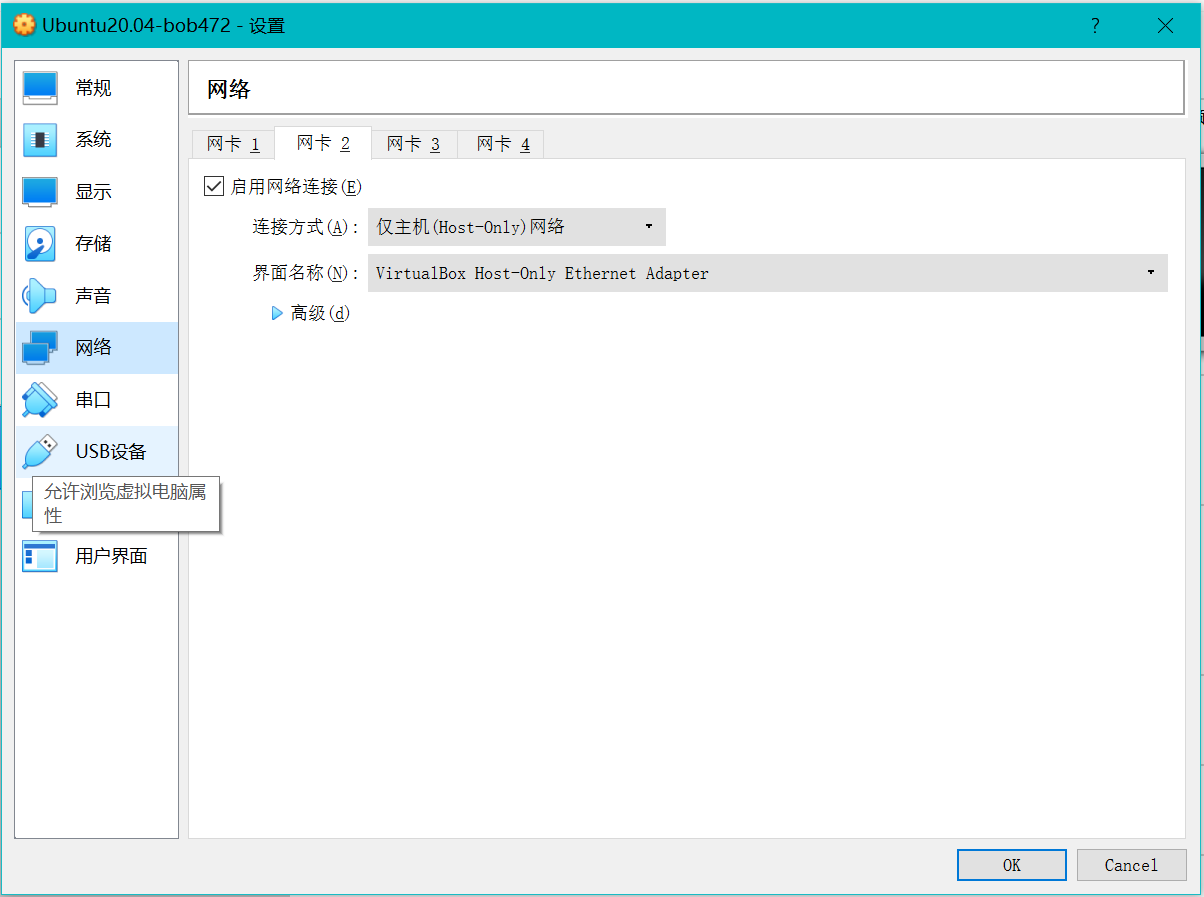 Ubuntu20.04-bob472 - 设置
?
常规
系统
显示
存储
声音
网络
串口
USB设备
允许浏览虚拟电脑属
性
用户界面
网络
网卡 1
网卡 2
网卡 3
网卡 4
启用网络连接(E)
连接方式(A): 仅主机(Host-Only)网络
界面名称(N): VirtualBox Host-Only Ethernet Adapter
高级(d)
OK
Cancel